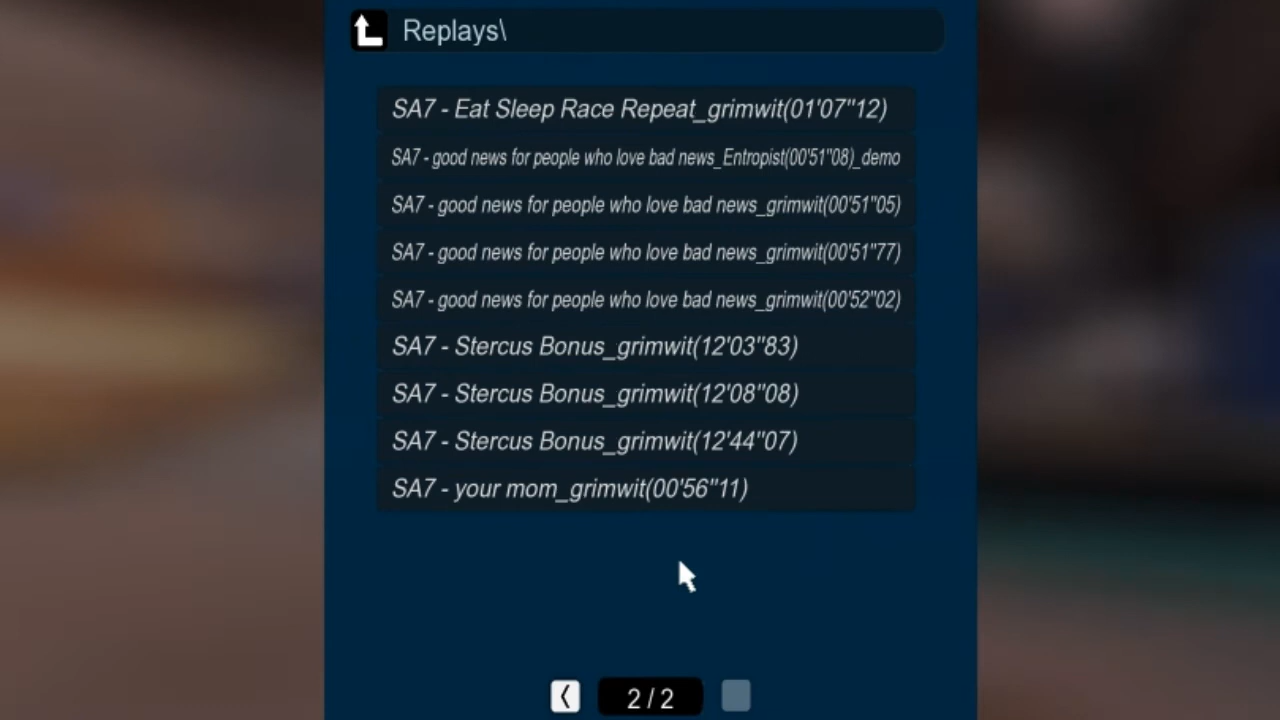 Replays\
SA7 - Eat Sleep Race Repeat_grimwit(01'07"12)
SA7 - good news for people who love bad news_Entropist(00'51"08)_demo
SA7 - good news for people who love bad news_grimwit(00'51"05)
SA7 - good news for people who love bad news_grimwit(00'51"77)
SA7 - good news for people who love bad news_grimwit(00'52"02)
SA7 - Stercus Bonus_grimwit(12'03"83)
SA7 - Stercus Bonus_grimwit(12'08"08)
SA7 - Stercus Bonus_grimwit(12'44"07)
SA7 - your mom_grimwit(00'56"11)
2 / 2